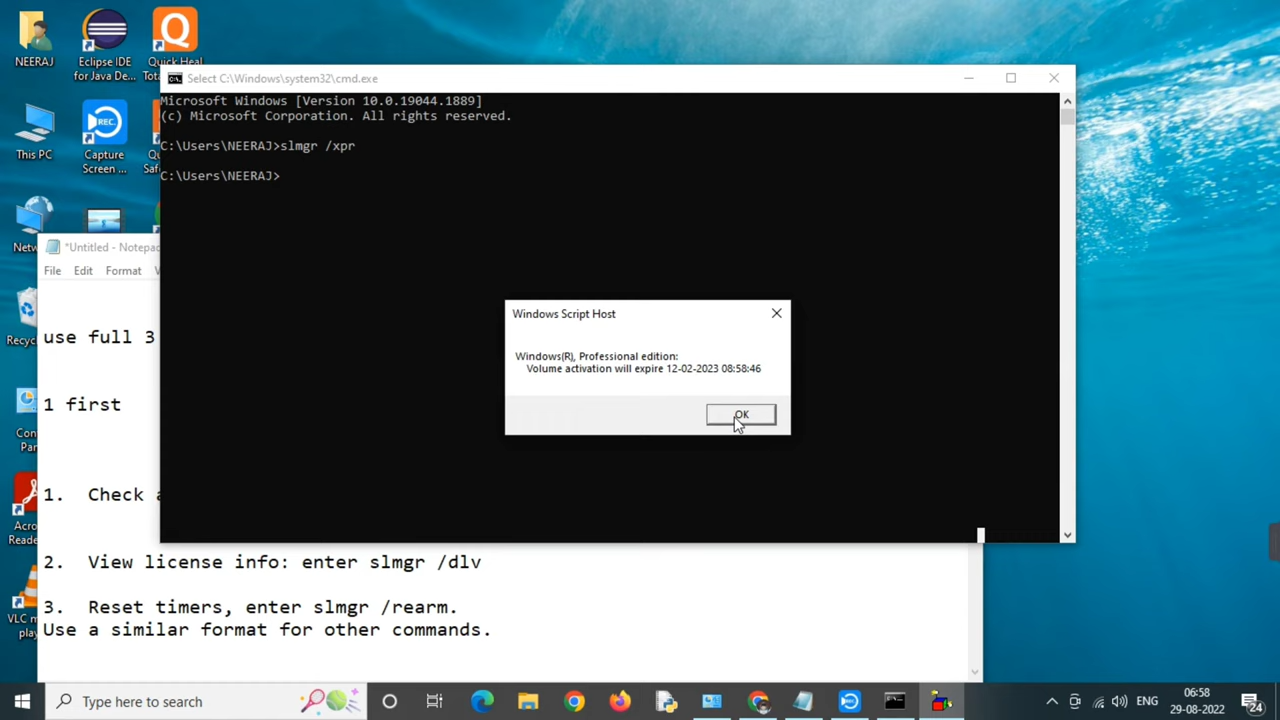 NEERAJ
Eclipse IDE
for Java De...
Quick Heal
This PC
REC.
Capture
Screen ...
Select C:\Windows\system32\cmd.exe
Microsoft Windows [Version 10.0.19044.1889]
(c) Microsoft Corporation. All rights reserved.
C:\Users\NEERAJ>slmgr /xpr
C:\Users\NEERAJ>
Windows Script Host
Windows(R), Professional edition:
Volume activation will expire 12-02-2023 08:58:46
OK
*Untitled - Notepad
File Edit Format
use full 3
1 first
1. Check
2. View license info: enter slmgr /dlv
3. Reset timers, enter slmgr /rearm.
Use a similar format for other commands.
VLC m
play
Type here to search
ENG
06:58
29-08-2022
24